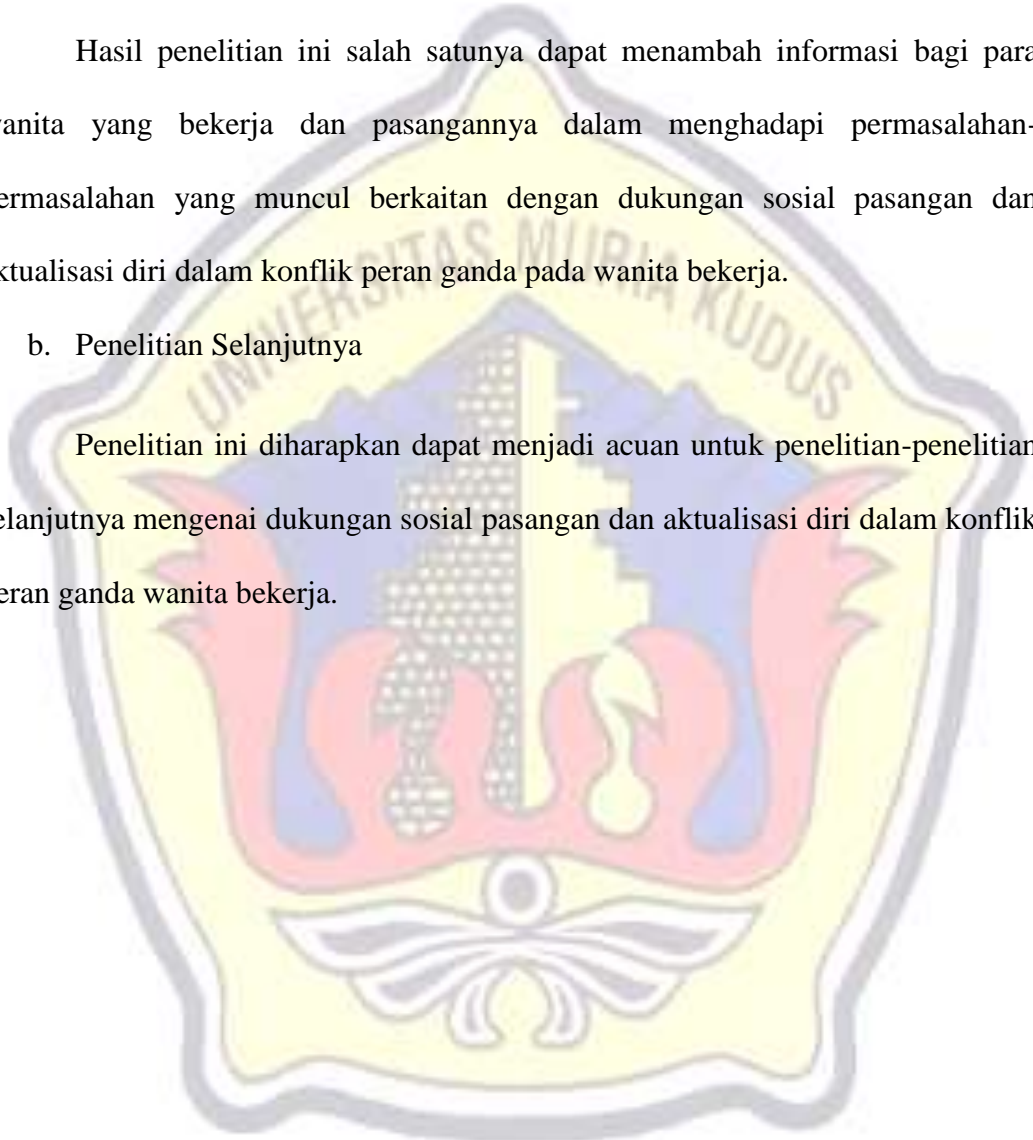 Hasil penelitian ini salah satunya dapat menambah informasi bagi para
wanita yang bekerja dan pasangannya dalam menghadapi permasalahan-
permasalahan yang muncul berkaitan dengan dukungan sosial pasangan dan
aktualisasi diri dalam konflik peran ganda pada wanita bekerja.
UNIVERSITAS MURIA KUDUS
b. Penelitian Selanjutnya
Penelitian ini diharapkan dapat menjadi acuan untuk penelitian-penelitian
selanjutnya mengenai dukungan sosial pasangan dan aktualisasi diri dalam konflik
peran ganda wanita bekerja.